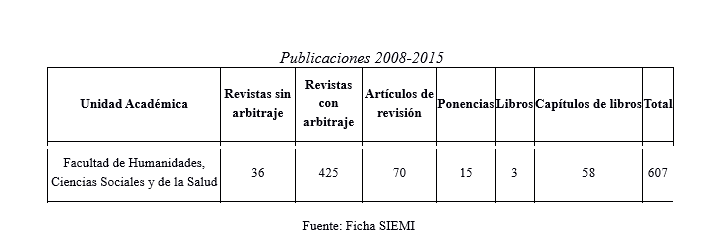 Publicaciones 2008-2015
Unidad Académica
Revistas sin
arbitraje
Revistas
con
arbitraje
Artículos de
revisión
Ponencias
Libros
Capítulos de libros
Total
Facultad de Humanidades,
Ciencias Sociales y de la Salud
36
425
70
15
3
58
607
Fuente: Ficha SIEMI